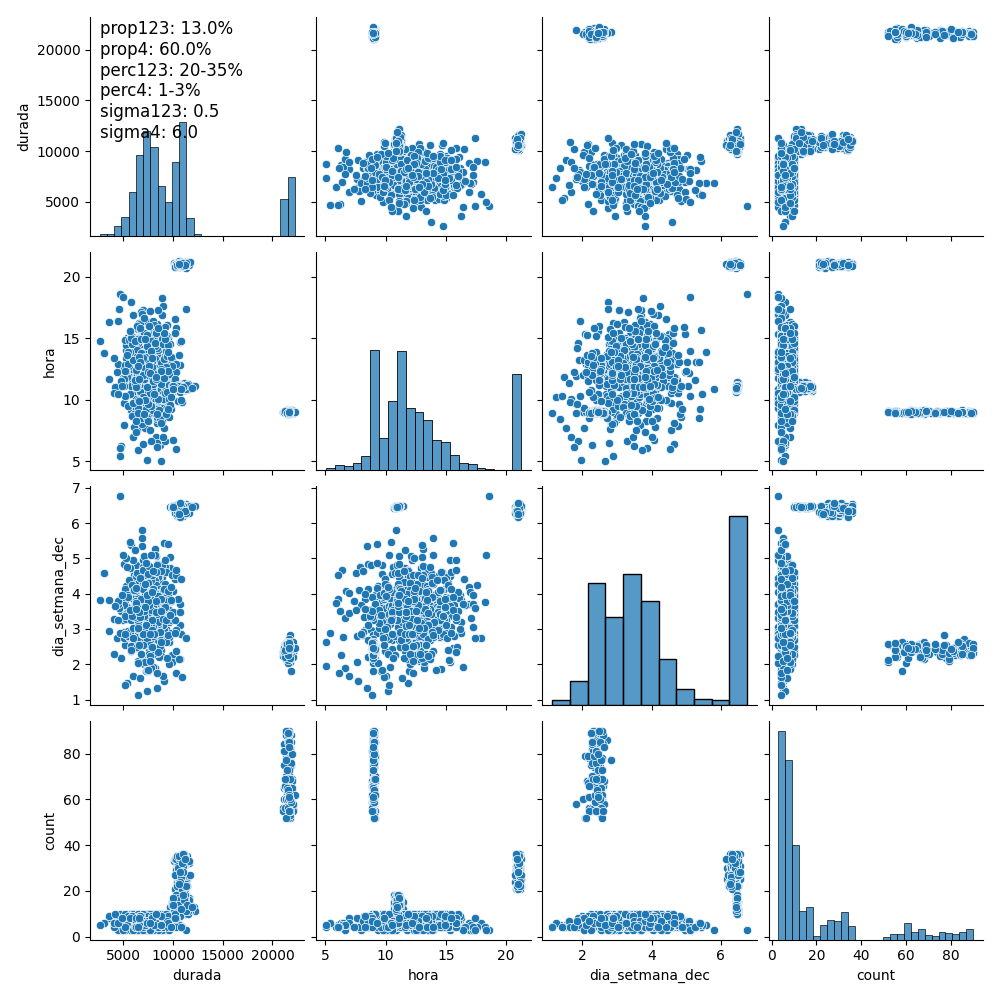 prop123: 13.0%
prop4: 60.0%
perc123: 20-35%
perc4: 1-3%
sigma123: 0.5
sigma4: 6.0
durada
20000
15000
10000
5000
hora
20
15
10
5
dia_setmana_dec
7
6
5
4
3
2
1
count
80
60
40
20
0
5000 10000 15000 20000
durada
5 10 15 20
hora
2 4 6
dia_setmana_dec
0 20 40 60 80
count